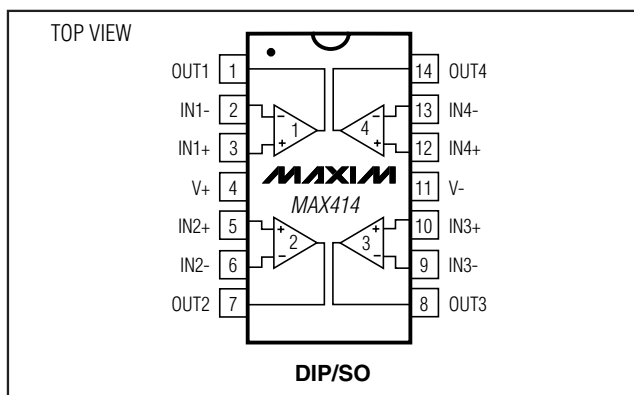 TOP VIEW
OUT1 1 14 OUT4
IN1- 2 - - 13 IN4-
1 4
IN1+ 3 + + 12 IN4+
V+ 4 MAXIM 11 V-
MAX414
IN2+ 5 + + 10 IN3+
2 3
IN2- 6 - - 9 IN3-
OUT2 7 8 OUT3
DIP/SO